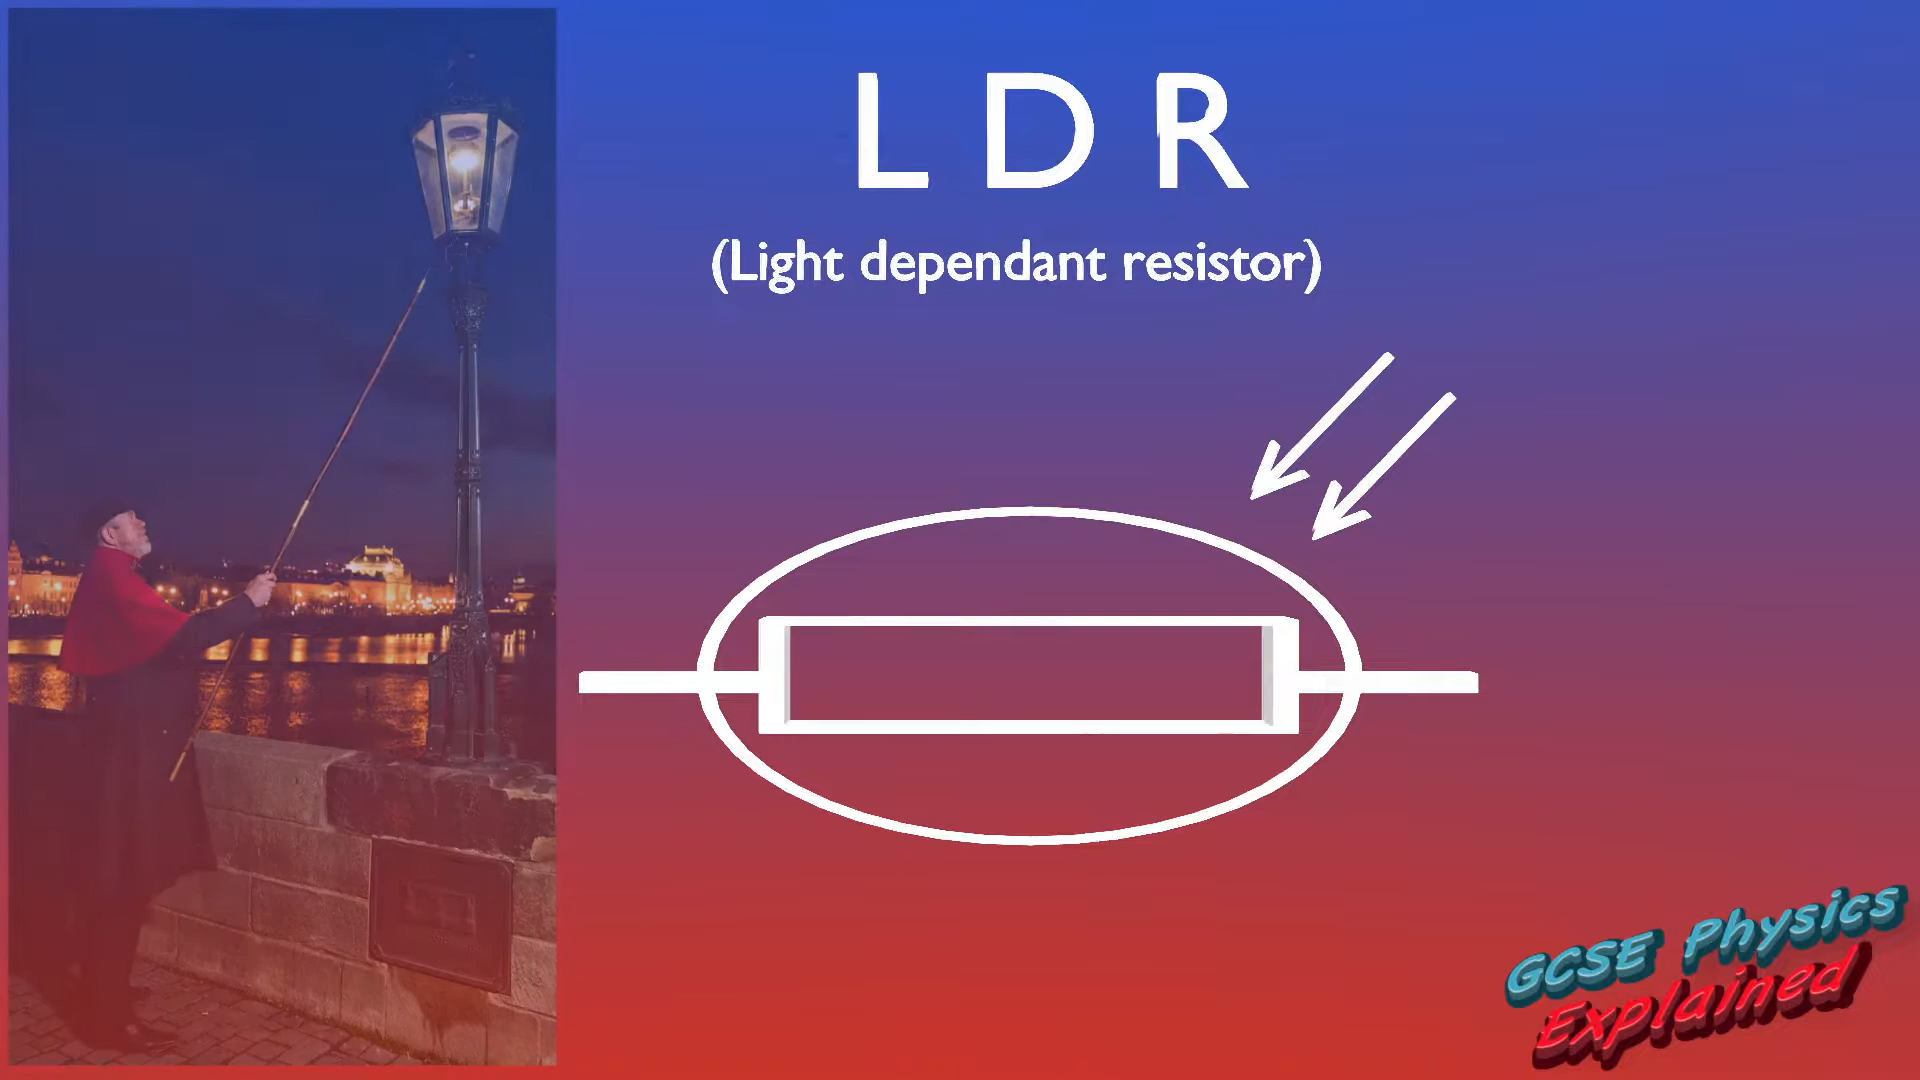 L D R
(Light dependant resistor)
GCSE Physics
Explained